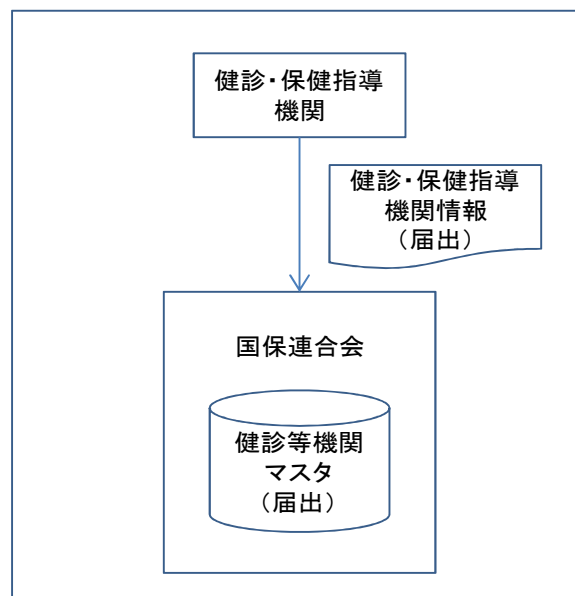 健診・保健指導
機関
健診・保健指導
機関情報
（届出）
国保連合会
健診等機関
マスタ
（届出）